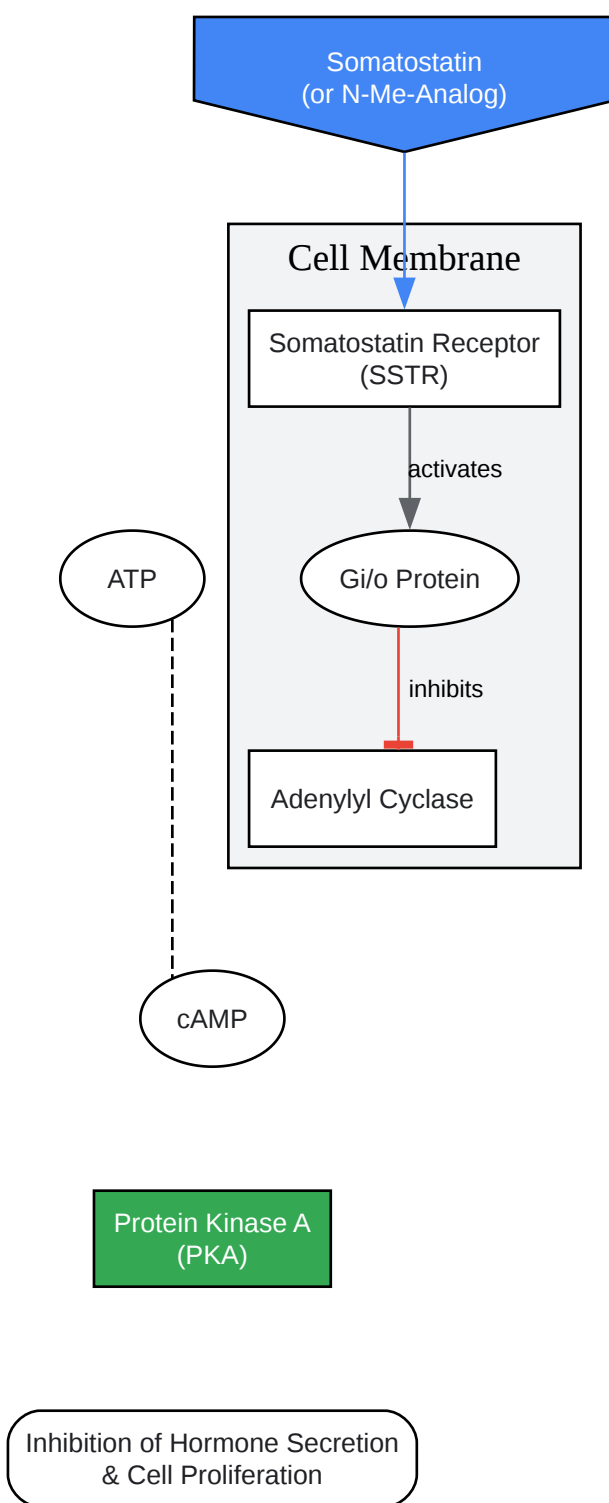 Somatostatin
(or N-Me-Analog)
Cell Membrane
Somatostatin Receptor
(SSTR)
activates
ATP
Gi/o Protein
inhibits
Adenylyl Cyclase
cAMP
Protein Kinase A
(PKA)
Inhibition of Hormone Secretion
& Cell Proliferation